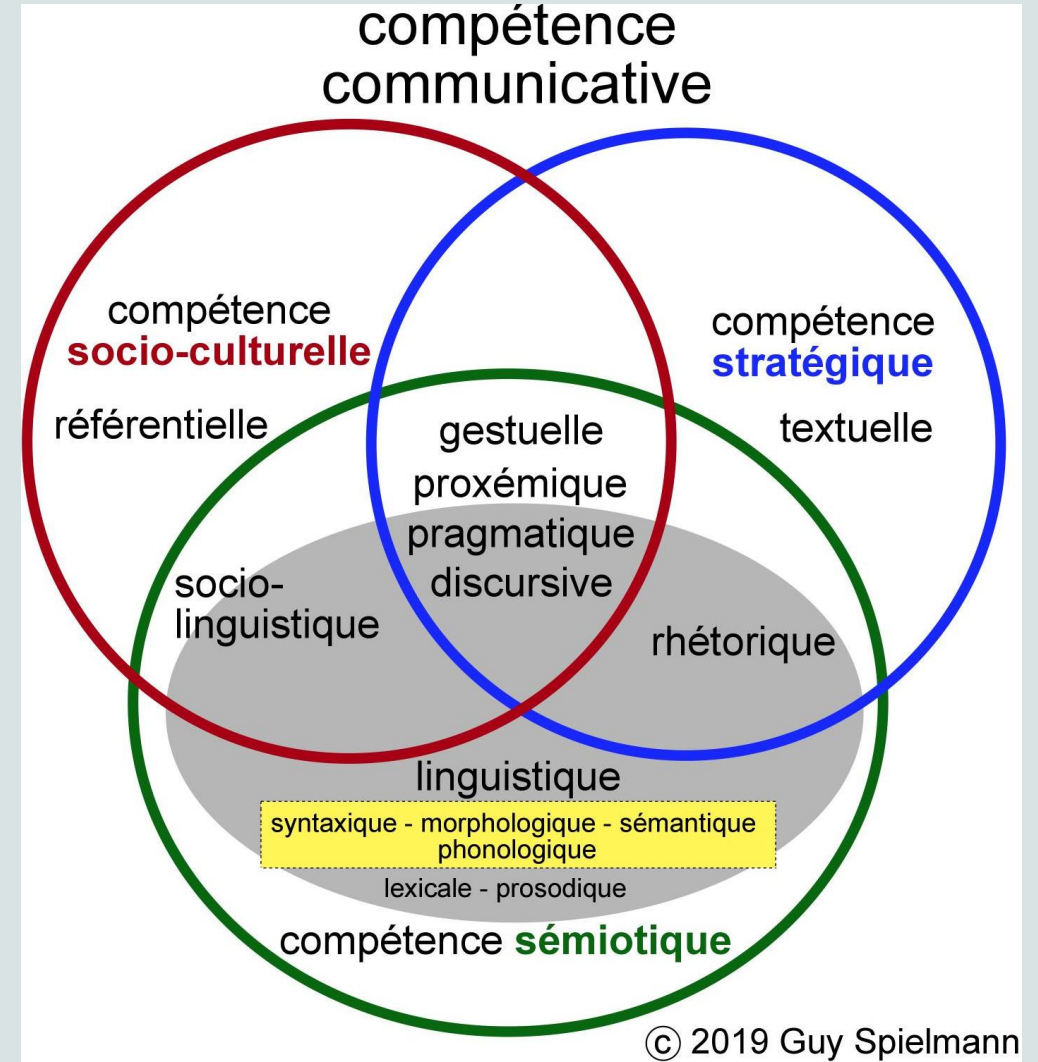 compétence
communicative
compétence
socio-culturelle
référentielle
compétence
stratégique
textuelle
gestuelle
proxémique
pragmatique
discursive
socio-
linguistique
rhétorique
linguistique
syntaxique - morphologique - sémantique
phonologique
lexicale - prosodique
compétence sémiotique
© 2019 Guy Spielmann